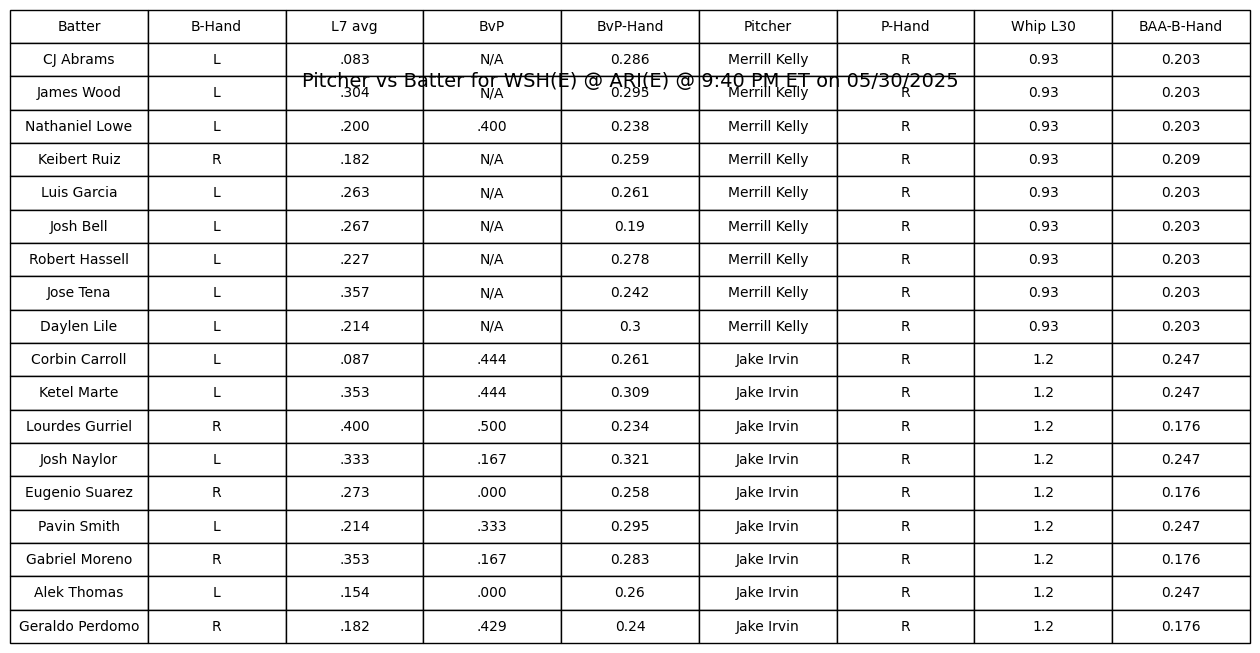 Batter B-Hand L7 avg BvP BvP-Hand Pitcher P-Hand Whip L30 BAA-B-Hand
CJ Abrams L .083 N/A 0.286 Merrill Kelly R 0.93 0.203
Pitcher vs Batter for WSH(E) @ ARI(E) @ 9:40 PM ET on 05/30/2025
James Wood L .304 N/A 0.295 Merrill Kelly R 0.93 0.203
Nathaniel Lowe L .200 .400 0.238 Merrill Kelly R 0.93 0.203
Keibert Ruiz R .182 N/A 0.259 Merrill Kelly R 0.93 0.209
Luis Garcia L .263 N/A 0.261 Merrill Kelly R 0.93 0.203
Josh Bell L .267 N/A 0.19 Merrill Kelly R 0.93 0.203
Robert Hassell L .227 N/A 0.278 Merrill Kelly R 0.93 0.203
Jose Tena L .357 N/A 0.242 Merrill Kelly R 0.93 0.203
Daylen Lile L .214 N/A 0.3 Merrill Kelly R 0.93 0.203
Corbin Carroll L .087 .444 0.261 Jake Irvin R 1.2 0.247
Ketel Marte L .353 .444 0.309 Jake Irvin R 1.2 0.247
Lourdes Gurriel R .400 .500 0.234 Jake Irvin R 1.2 0.176
Josh Naylor L .333 .167 0.321 Jake Irvin R 1.2 0.247
Eugenio Suarez R .273 .000 0.258 Jake Irvin R 1.2 0.176
Pavin Smith L .214 .333 0.295 Jake Irvin R 1.2 0.247
Gabriel Moreno R .353 .167 0.283 Jake Irvin R 1.2 0.176
Alek Thomas L .154 .000 0.26 Jake Irvin R 1.2 0.247
Geraldo Perdomo R .182 .429 0.24 Jake Irvin R 1.2 0.176